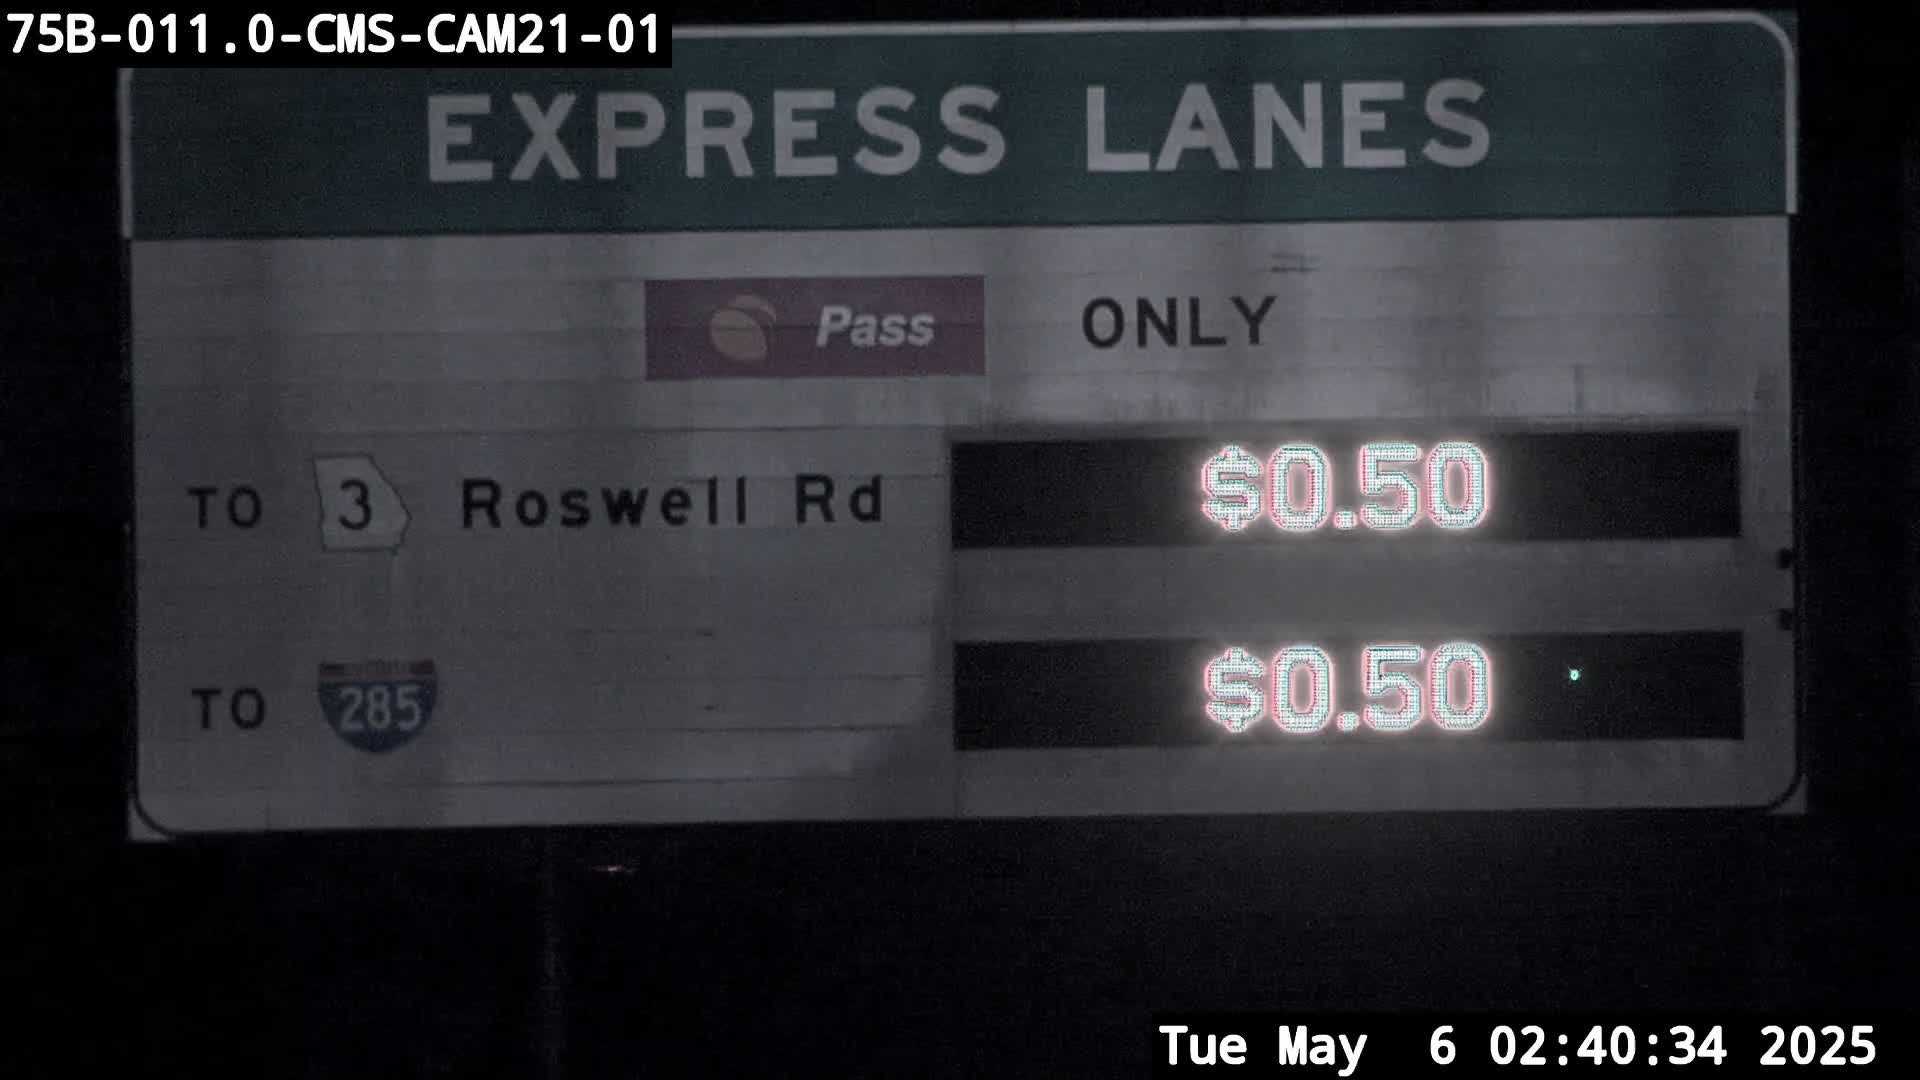 75B-011.0-CMS-CAM21-01
EXPRESS LANES
Pass ONLY
TO 3 Roswell Rd $0.50
TO 285 $0.50
Tue May 6 02:40:34 2025